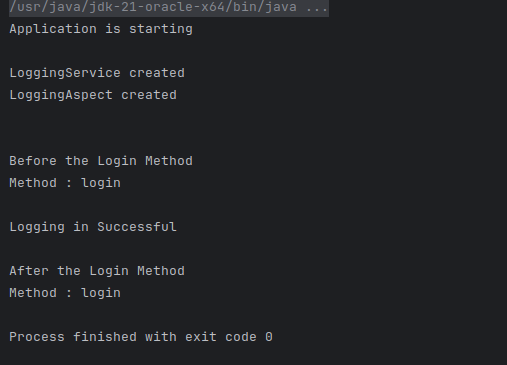 /usr/java/jdk-21-oracle-x64/bin/java ...
Application is starting
LoggingService created
LoggingAspect created
Before the Login Method
Method : login
Logging in Successful
After the Login Method
Method : login
Process finished with exit code 0